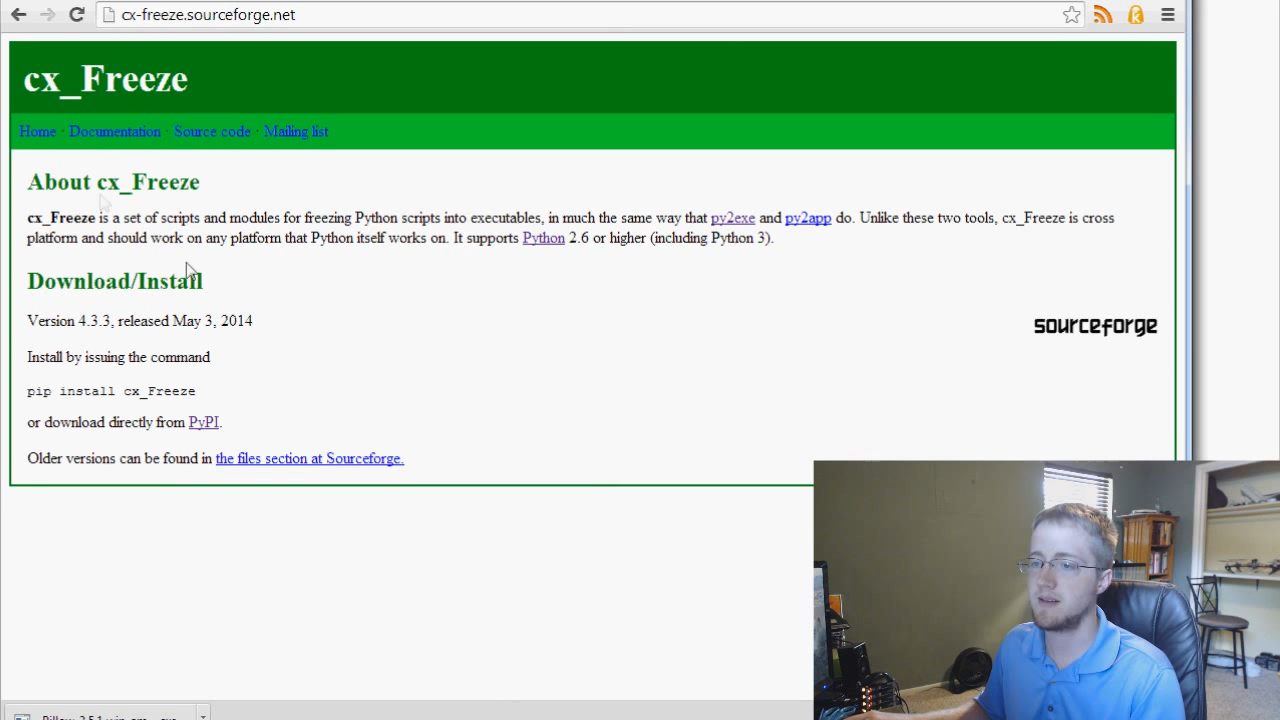 cx-freeze.sourceforge.net
cx_Freeze
Home · Documentation · Source code · Mailing list
About cx_Freeze
cx_Freeze is a set of scripts and modules for freezing Python scripts into executables, in much the same way that py2exe and py2app do. Unlike these two tools, cx_Freeze is cross
platform and should work on any platform that Python itself works on. It supports Python 2.6 or higher (including Python 3).
Download/Install
Version 4.3.3, released May 3, 2014
sourceforge
Install by issuing the command
pip install cx_Freeze
or download directly from PyPI.
Older versions can be found in the files section at Sourceforge.